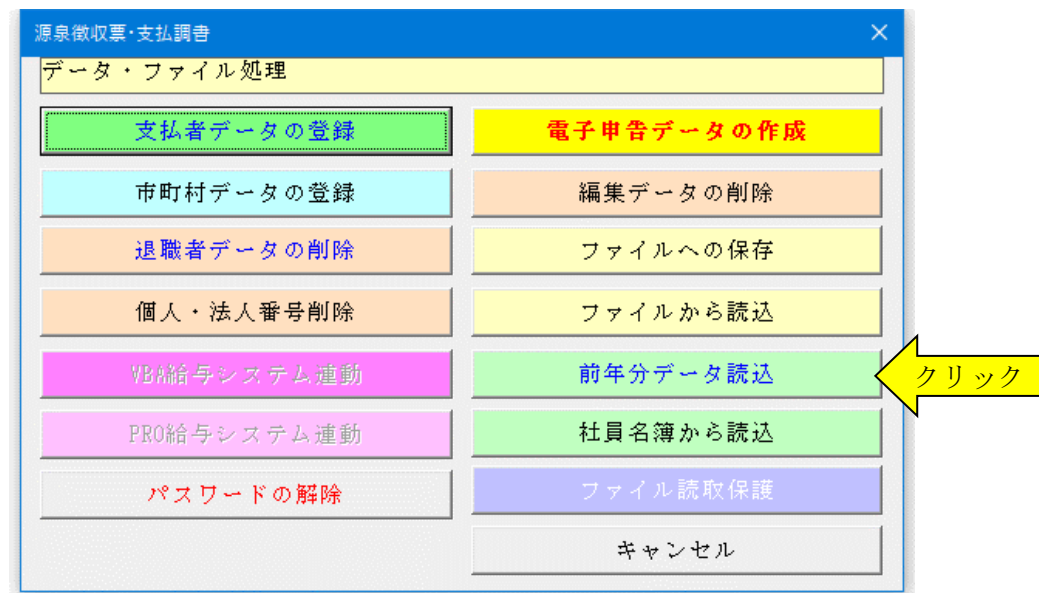 源泉徴収票･支払調書
データ・ファイル処理
支払者データの登録
電子申告データの作成
市町村データの登録
編集データの削除
退職者データの削除
ファイルへの保存
個人・法人番号削除
ファイルから読込
VBA給与システム連動
前年分データ読込
クリック
PRO給与システム連動
社員名簿から読込
パスワードの解除
ファイル読取保護
キャンセル